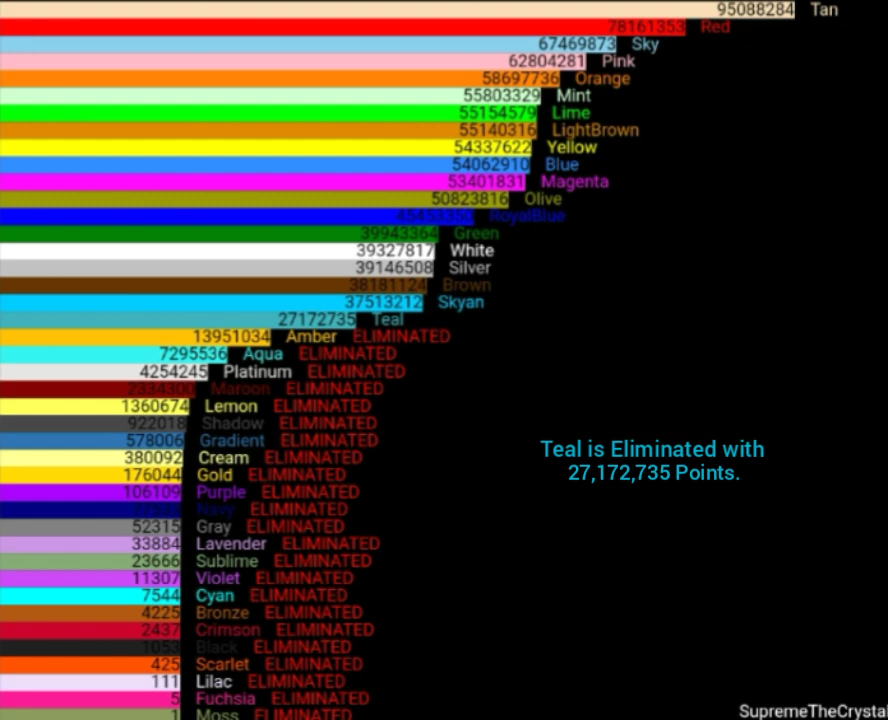 95088284 Tan
78161353 Red
67469873 Sky
62804281 Pink
58697736 Orange
55803329 Mint
55154579 Lime
55140316 LightBrown
54337622 Yellow
54062910 Blue
53401831 Magenta
50823816 Olive
RoyalBlue
39943364 Green
39327817 White
39146508 Silver
38181124 Brown
37513212 Skyan
27172735 Teal
13951034 Amber ELIMINATED
7295536 Aqua ELIMINATED
4254245 Platinum ELIMINATED
2334300 Maroon ELIMINATED
1360674 Lemon ELIMINATED
922018 Shadow ELIMINATED
578006 Gradient ELIMINATED
380092 Cream ELIMINATED
Teal is Eliminated with
27,172,735 Points.
176044 Gold ELIMINATED
106109 Purple ELIMINATED
Navy ELIMINATED
52315 Gray ELIMINATED
33884 Lavender ELIMINATED
23666 Sublime ELIMINATED
11307 Violet ELIMINATED
7544 Cyan ELIMINATED
4225 Bronze ELIMINATED
2437 Crimson ELIMINATED
1053 Black ELIMINATED
425 Scarlet ELIMINATED
111 Lilac ELIMINATED
5 Fuchsia ELIMINATED
1 Moss ELIMINATED
SupremeTheCrystal